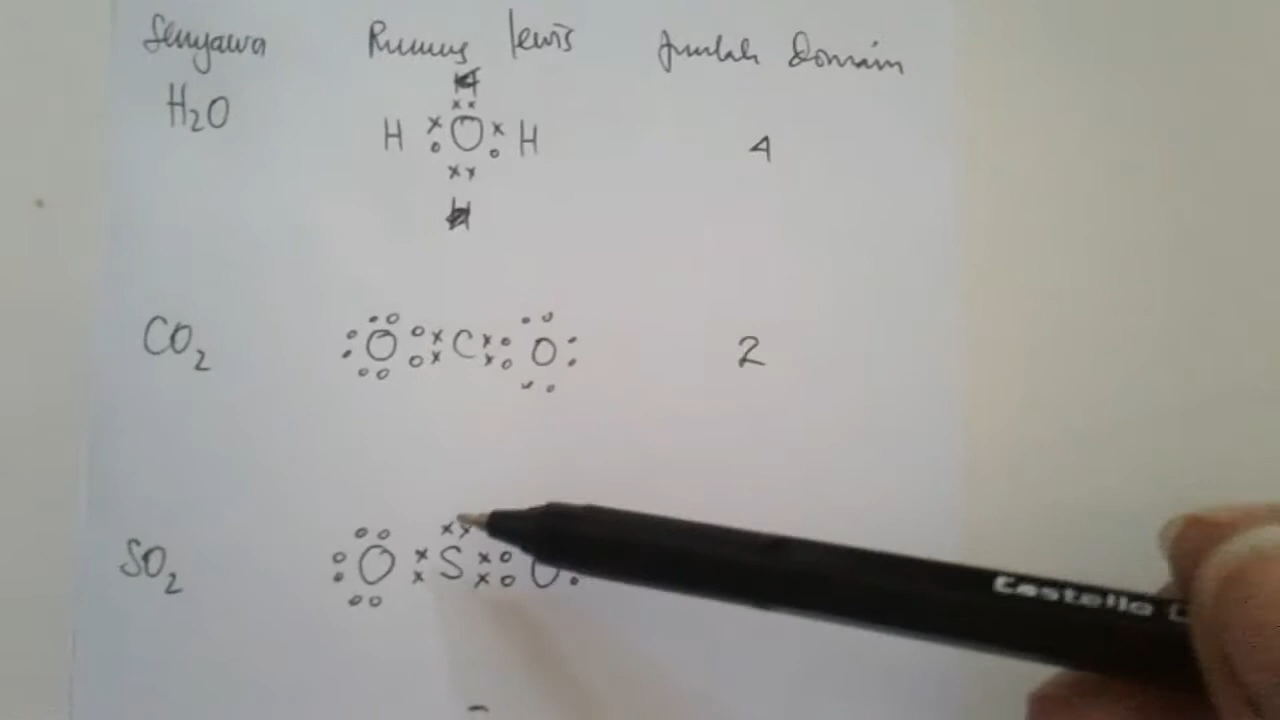 Senyawa Rumus lewis Jumlah Domain
H
H₂O H O H 4
H
CO₂ O C O 2
SO₂ O S O
Castello